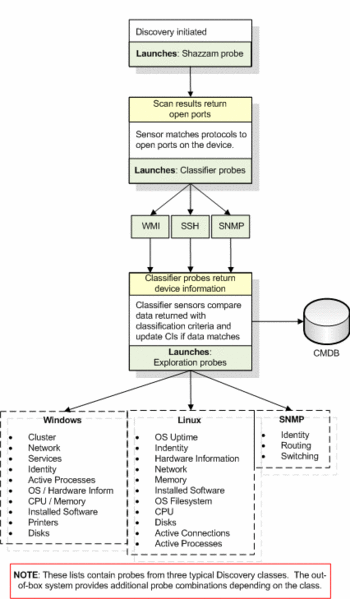 Discovery initiated
Launches: Shazzam probe
Scan results return
open ports
Sensor matches protocols to
open ports on the device.
Launches: Classifier probes
WMI
SSH
SNMP
Classifier probes return
device information
Classifier sensors compare
data returned with
classification criteria and
update CIs if data matches
Launches:
Exploration probes
CMDB
Windows
• Cluster
• Network
• Services
• Identity
• Active Processes
• OS / Hardware Inform
• CPU / Memory
• Installed Software
• Printers
• Disks
Linux
• OS Uptime
• Indentity
• Hardware Information
• Network
• Memory
• Installed Software
• OS Filesystem
• CPU
• Disks
• Active Connections
• Active Processes
SNMP
• Identity
• Routing
• Switching
NOTE: These lists contain probes from three typical Discovery classes. The out-
of-box system provides additional probe combinations depending on the class.